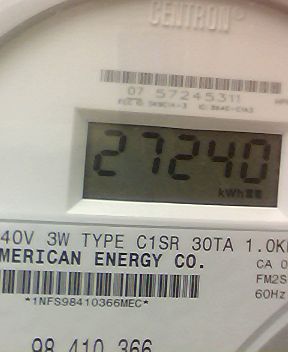 CENTRON®
07 57245311
27240
kWh
40V 3W TYPE C1SR 30TA 1.0K
MERICAN ENERGY CO.
CA 0
FM2S
60Hz
*1NFS98410366MEC*
98 410 366